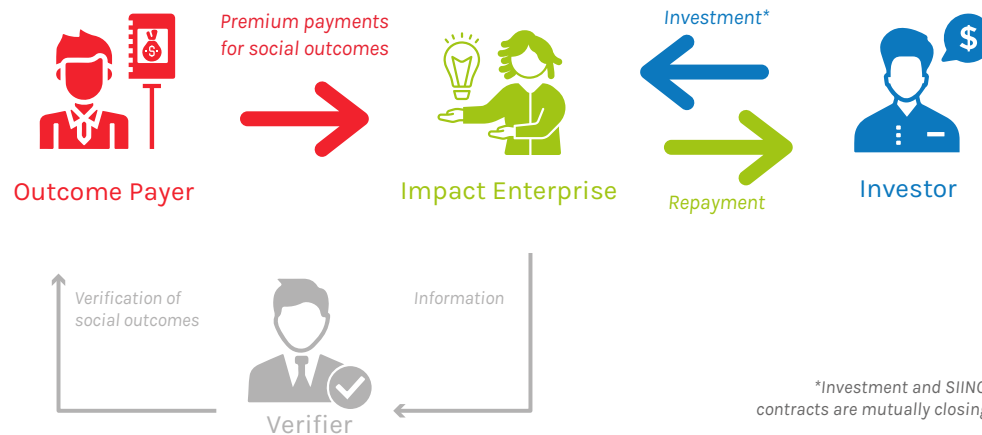 Premium payments
for social outcomes
Investment*
$
$
Outcome Payer
Impact Enterprise
Repayment
Investor
Verification of
social outcomes
Information
Verifier
*Investment and SIINC
contracts are mutually closing